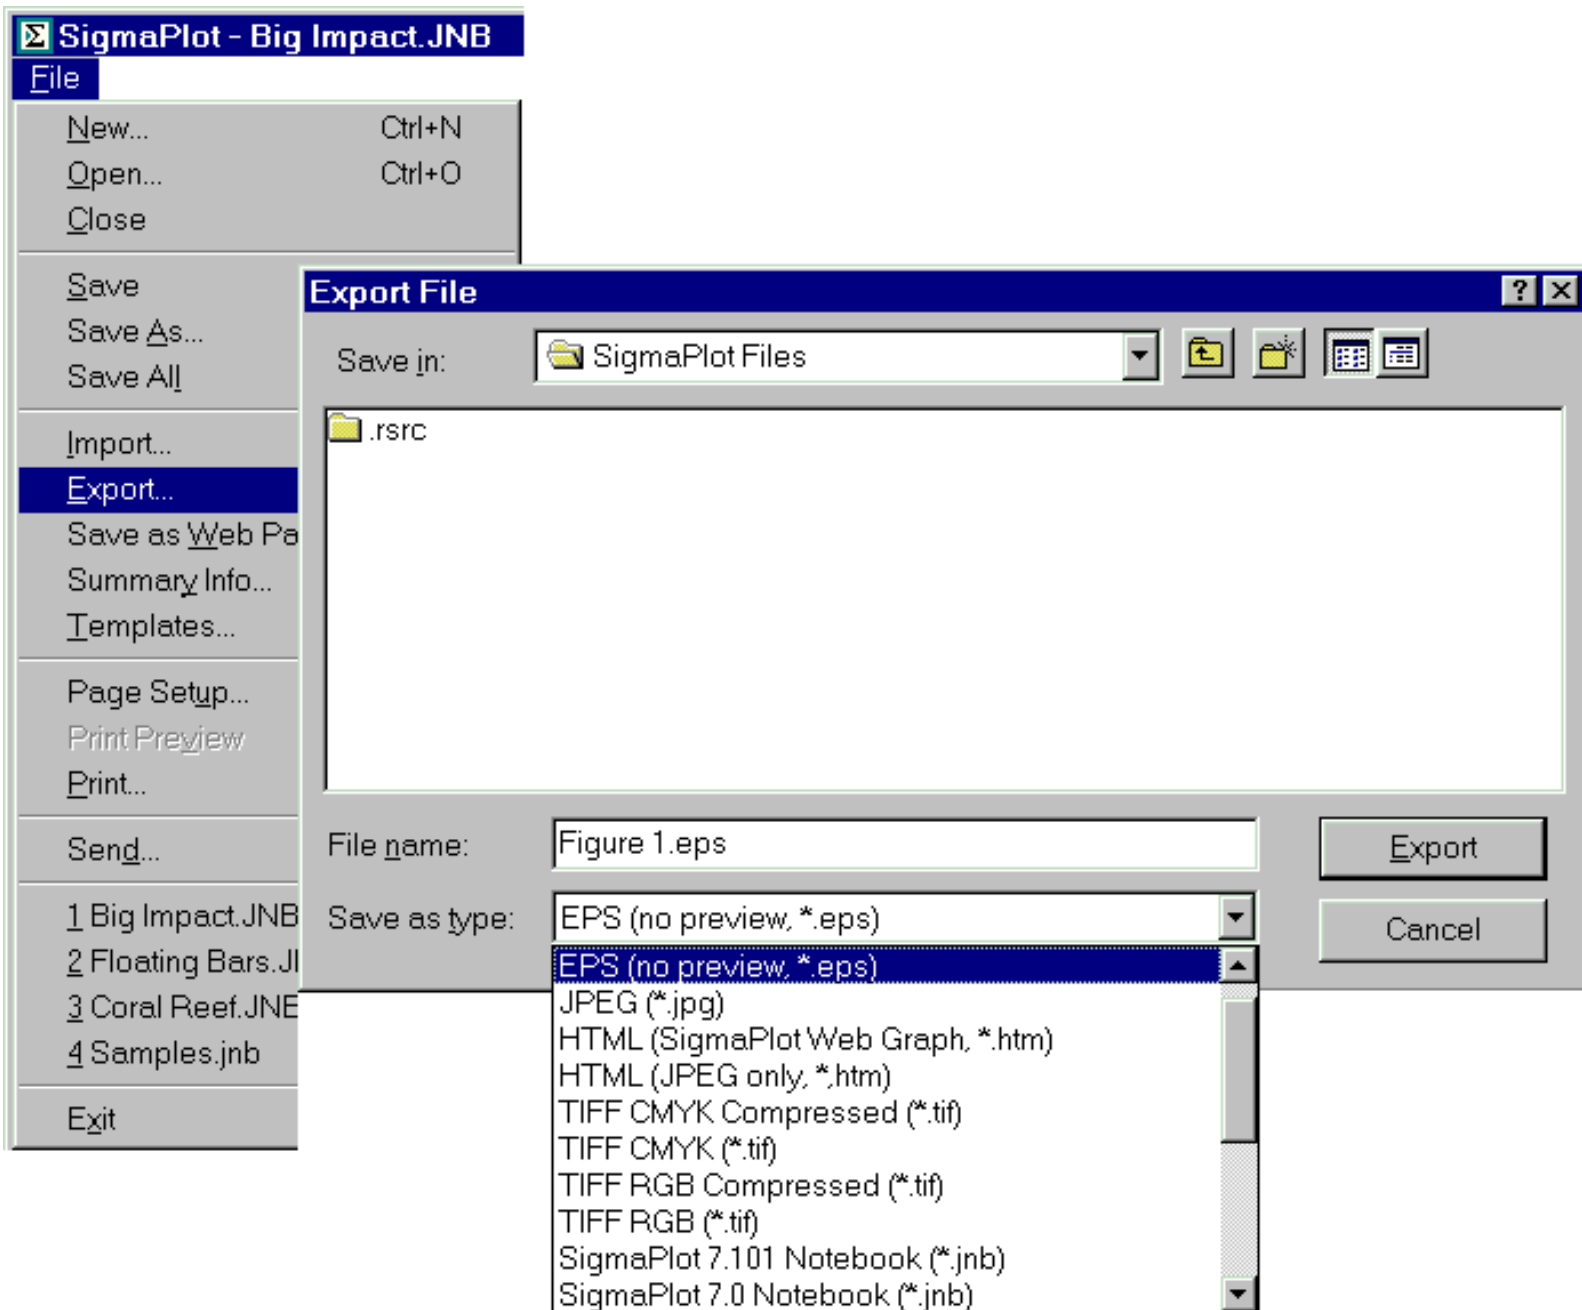 SigmaPlot - Big Impact.JNB
File
New... Ctrl+N
Open... Ctrl+O
Close
Save
Save As...
Save All
Import...
Export...
Save as Web Pa
Summary Info...
Templates...
Page Setup...
Print Preview
Print...
Send...
1 Big Impact.JNB
2 Floating Bars.JI
3 Coral Reef.JNE
4 Samples.jnb
Exit
Export File
Save in: SigmaPlot Files
.rsrc
File name: Figure 1.eps Export
Save as type: EPS (no preview, *.eps) Cancel
EPS (no preview, *.eps)
JPEG (*.jpg)
HTML (SigmaPlot Web Graph, *.htm)
HTML (JPEG only, *,htm)
TIFF CMYK Compressed (*.tif)
TIFF CMYK (*.tif)
TIFF RGB Compressed (*.tif)
TIFF RGB (*.tif)
SigmaPlot 7.101 Notebook (*.jnb)
SigmaPlot 7.0 Notebook (*.jnb)